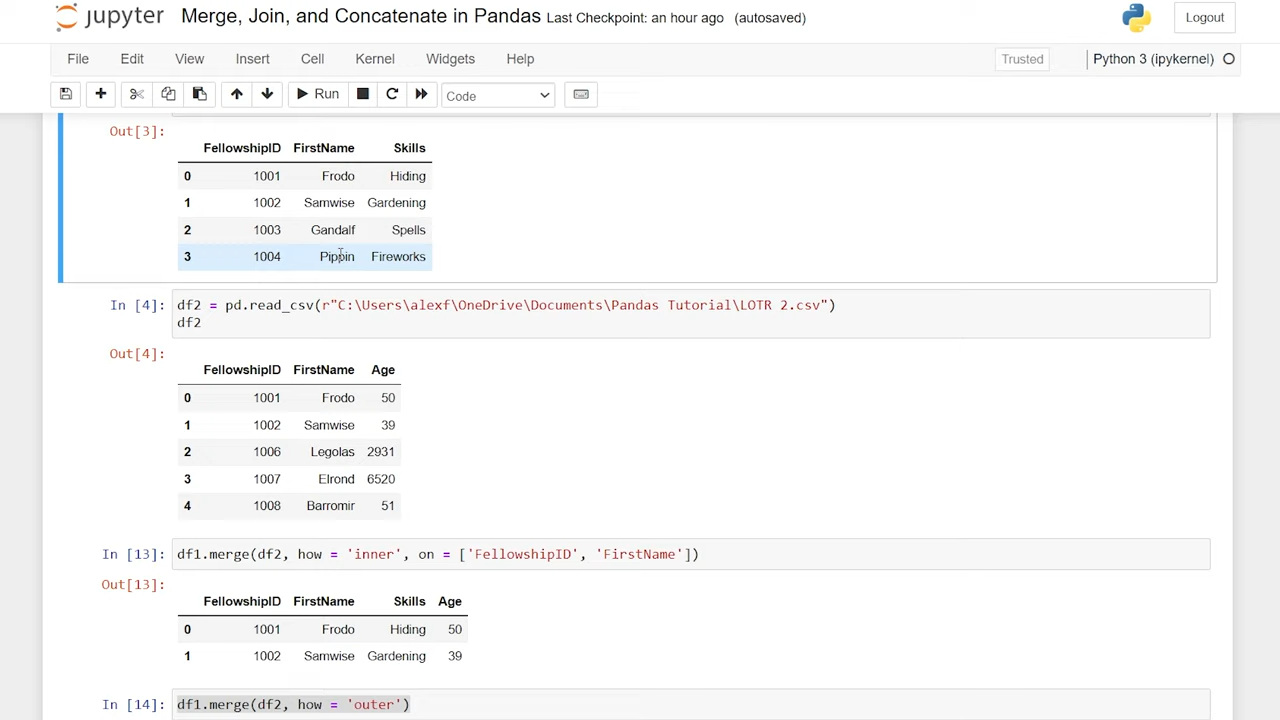 jupyter Merge, Join, and Concatenate in Pandas Last Checkpoint: an hour ago (autosaved) Logout
File Edit View Insert Cell Kernel Widgets Help Trusted Python 3 (ipykernel)
Run Code
Out[3]:
FellowshipID FirstName Skills
0 1001 Frodo Hiding
1 1002 Samwise Gardening
2 1003 Gandalf Spells
3 1004 Pippin Fireworks
In [4]: df2 = pd.read_csv(r"C:\Users\alexf\OneDrive\Documents\Pandas Tutorial\LOTR 2.csv")
df2
Out[4]:
FellowshipID FirstName Age
0 1001 Frodo 50
1 1002 Samwise 39
2 1006 Legolas 2931
3 1007 Elrond 6520
4 1008 Barromir 51
In [13]: df1.merge(df2, how = 'inner', on = ['FellowshipID', 'FirstName'])
Out[13]:
FellowshipID FirstName Skills Age
0 1001 Frodo Hiding 50
1 1002 Samwise Gardening 39
In [14]: df1.merge(df2, how = 'outer')